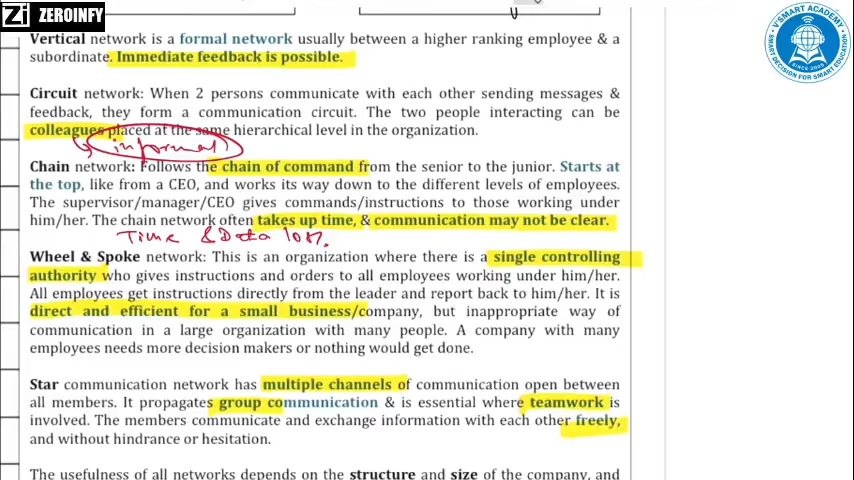 Zi ZEROINFY
V'SMART ACADEMY
SMART DECISION FOR SMART EDUCATION
SINCE 2005
Vertical network is a formal network usually between a higher ranking employee & a
subordinate. Immediate feedback is possible.
Circuit network: When 2 persons communicate with each other sending messages &
feedback, they form a communication circuit. The two people interacting can be
colleagues placed at the same hierarchical level in the organization.
informal
Chain network: Follows the chain of command from the senior to the junior. Starts at
the top, like from a CEO, and works its way down to the different levels of employees.
The supervisor/manager/CEO gives commands/instructions to those working under
him/her. The chain network often takes up time, & communication may not be clear.
Time & Data loss.
Wheel & Spoke network: This is an organization where there is a single controlling
authority who gives instructions and orders to all employees working under him/her.
All employees get instructions directly from the leader and report back to him/her. It is
direct and efficient for a small business/company, but inappropriate way of
communication in a large organization with many people. A company with many
employees needs more decision makers or nothing would get done.
Star communication network has multiple channels of communication open between
all members. It propagates group communication & is essential where teamwork is
involved. The members communicate and exchange information with each other freely,
and without hindrance or hesitation.
The usefulness of all networks depends on the structure and size of the company, and